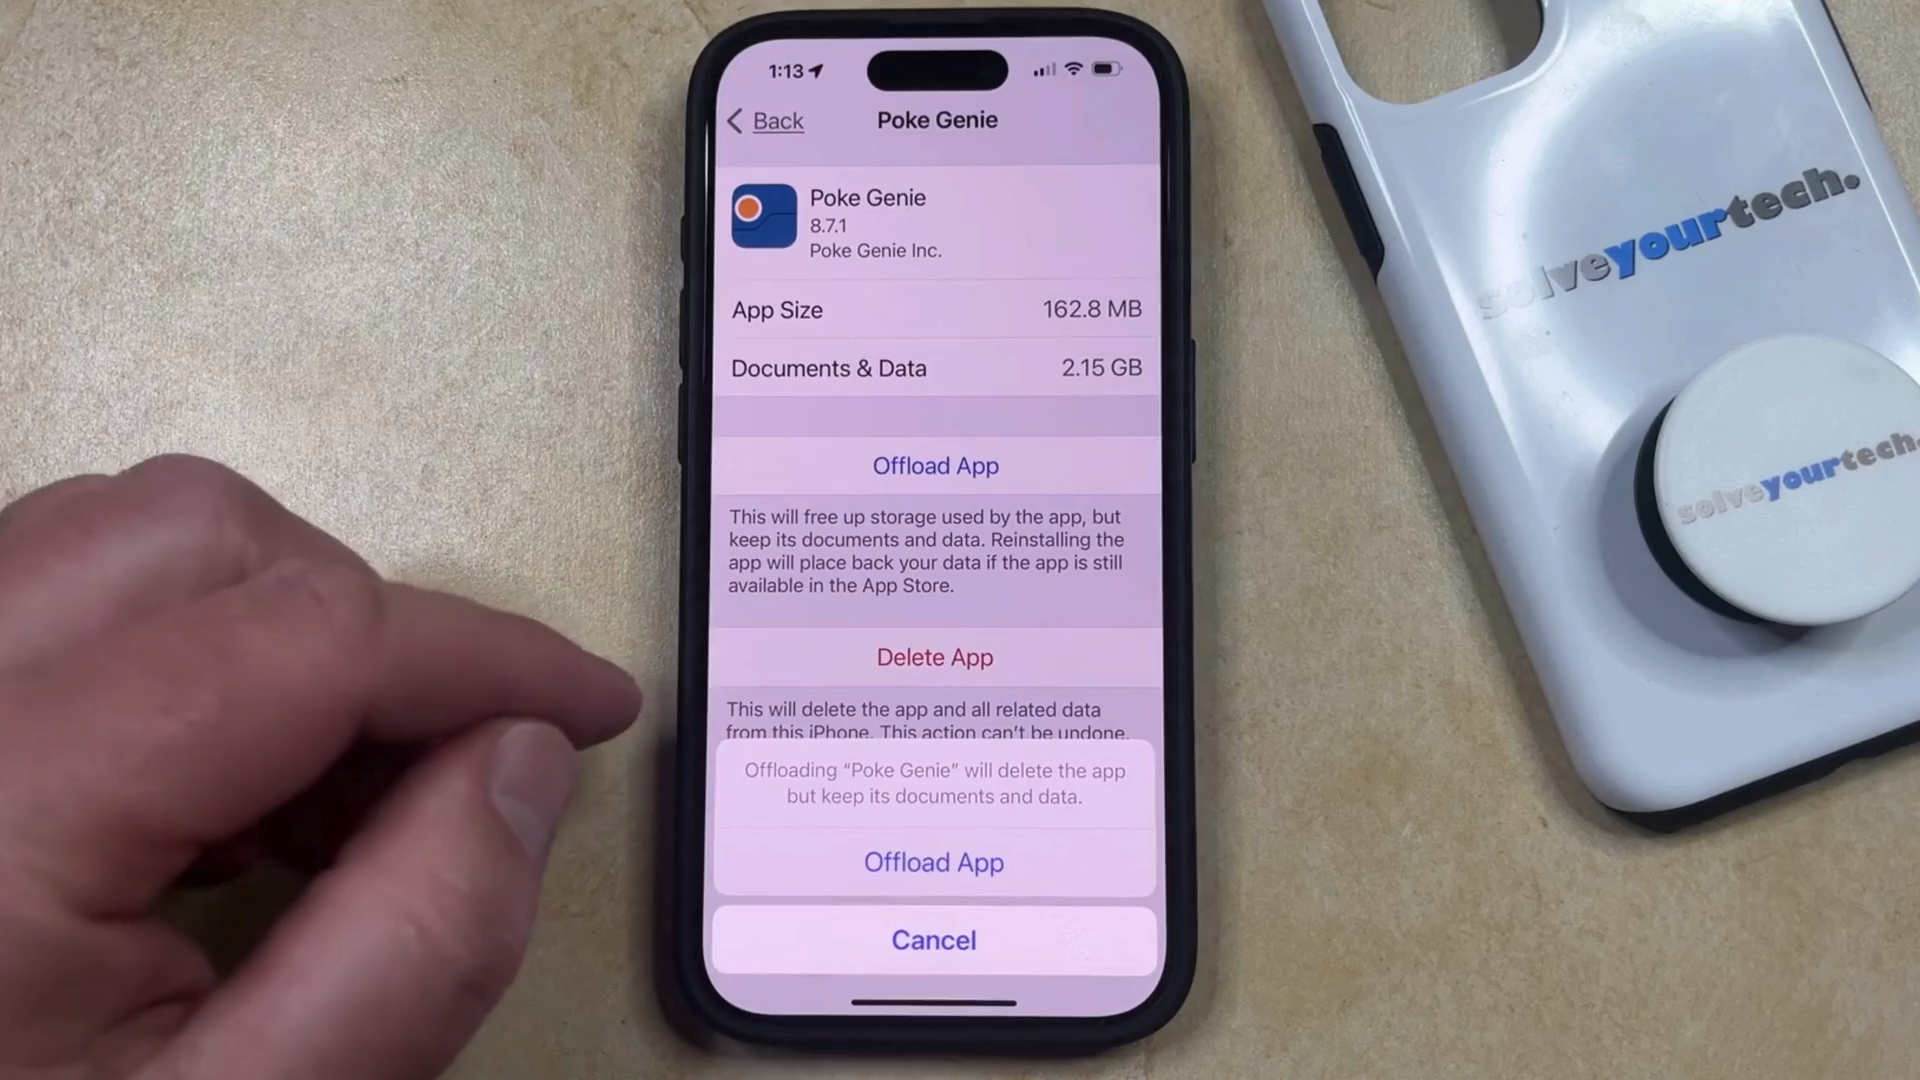 1:13
Back
Poke Genie
Poke Genie
8.7.1
Poke Genie Inc.
App Size
162.8 MB
Documents & Data
2.15 GB
Offload App
This will free up storage used by the app, but
keep its documents and data. Reinstalling the
app will place back your data if the app is still
available in the App Store.
Delete App
This will delete the app and all related data
from this iPhone. This action can't be undone.
Offloading “Poke Genie” will delete the app
but keep its documents and data.
Offload App
Cancel
solveyourtech.
solveyourtech.